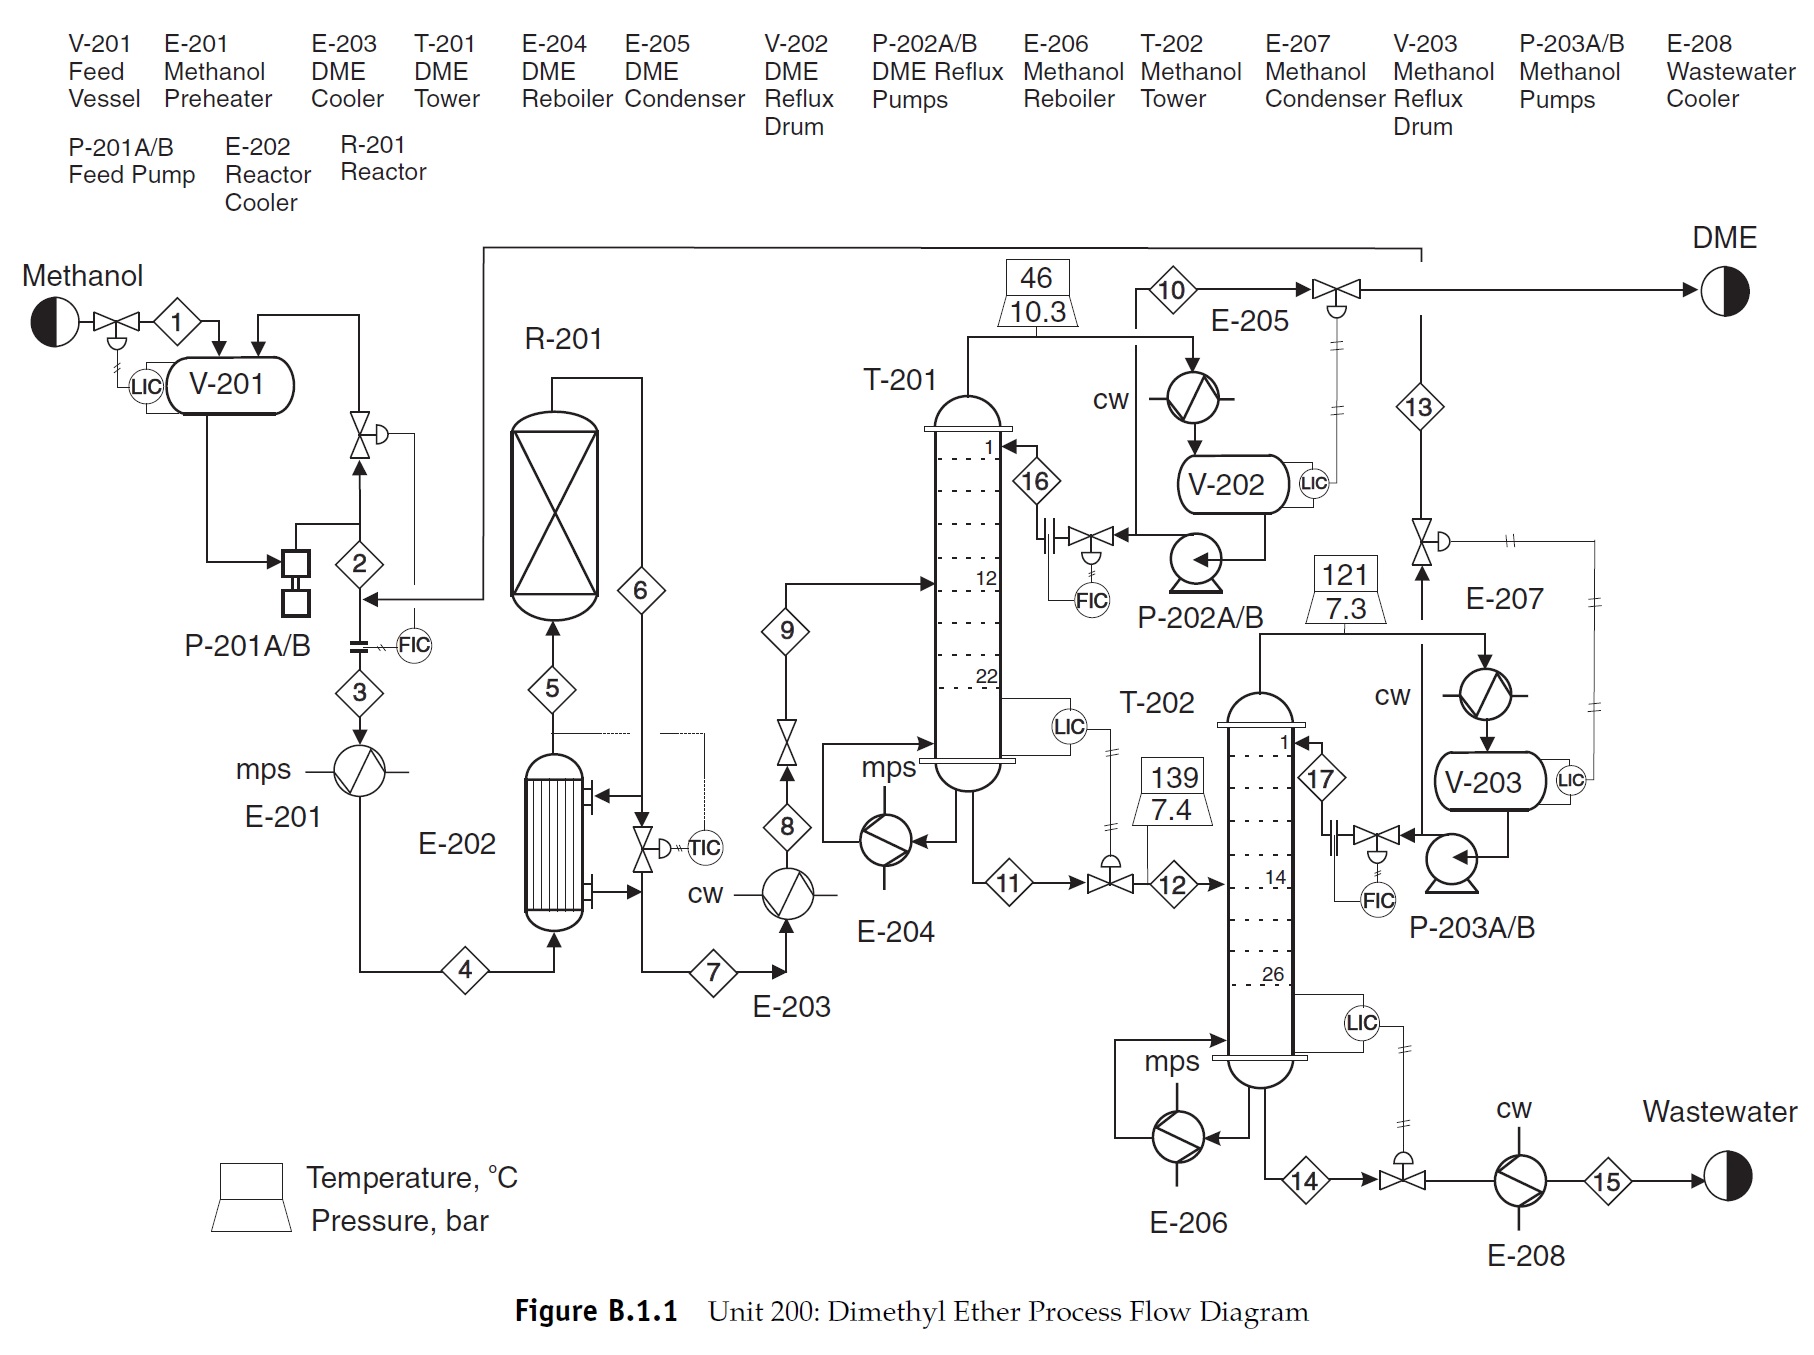 V-201 E-201 E-203 T-201 E-204 E-205 V-202 P-202A/B E-206 T-202 E-207 V-203 P-203A/B E-208
Feed Methanol DME DME DME DME DME DME Reflux Methanol Methanol Methanol Methanol Methanol Wastewater
Vessel Preheater Cooler Tower Reboiler Condenser Reflux Pumps Reboiler Tower Condenser Reflux Pumps Cooler
Drum Drum
P-201A/B E-202 R-201
Feed Pump Reactor Reactor
Cooler
DME
Methanol
46
10.3
10
E-205
1
R-201
LIC
V-201
T-201
cw
13
1
16
V-202
LIC
2
6
12
FIC
P-202A/B
121
7.3
E-207
P-201A/B
FIC
9
3
5
22
T-202
LIC
cw
1
17
V-203
LIC
mps
E-201
mps
139
7.4
8
E-202
TIC
cw
14
FIC
11
12
E-204
P-203A/B
4
7
E-203
26
LIC
mps
cw
Wastewater
14
15
E-206
E-208
Temperature, °C
Pressure, bar
Figure B.1.1 Unit 200: Dimethyl Ether Process Flow Diagram